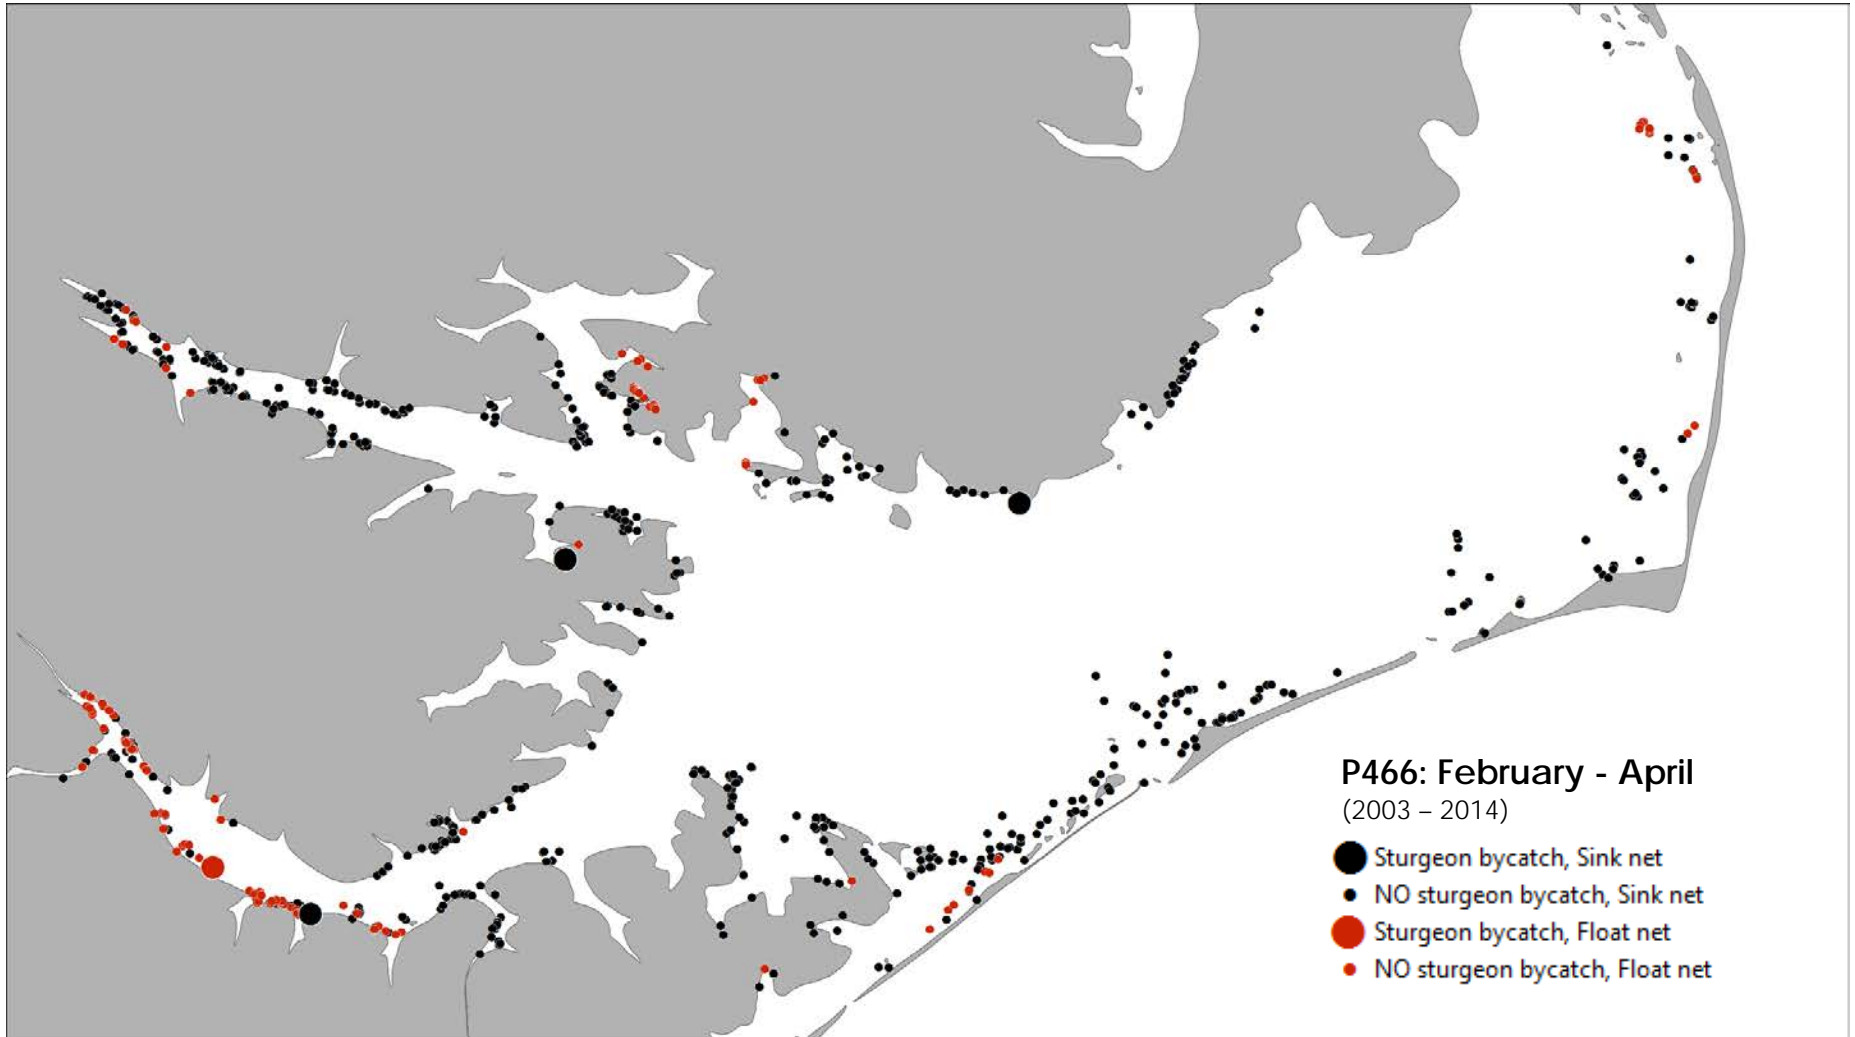 P466: February - April
(2003 – 2014)
Sturgeon bycatch, Sink net
NO sturgeon bycatch, Sink net
Sturgeon bycatch, Float net
NO sturgeon bycatch, Float net